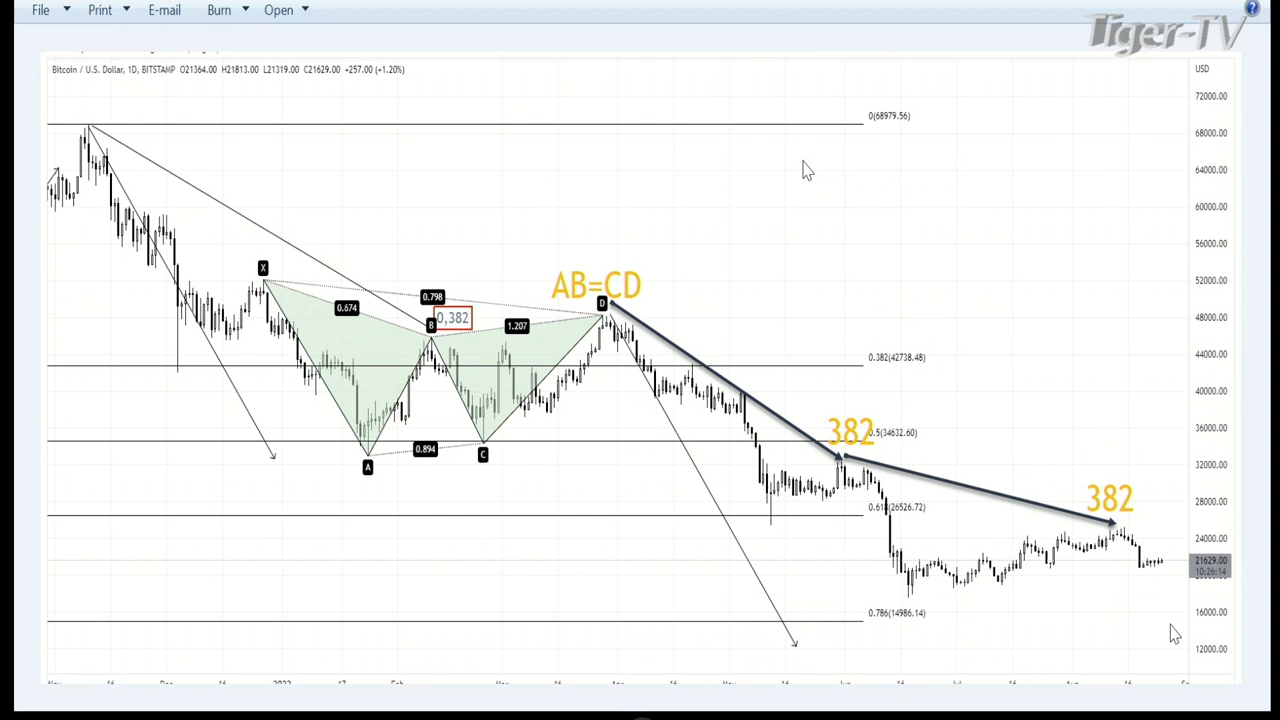 File Print E-mail Burn Open
Tiger-TV
Bitcoin / U.S. Dollar, 1D, BITSTAMP O21364.00 H21813.00 L21319.00 C21629.00 +257.00 (+1.20%)
USD
72000.00
0(68979.56)
68000.00
64000.00
60000.00
56000.00
X
52000.00
AB=CD
0.798
D
0.674
0,382
B
1.207
48000.00
0.382(42738.48)
44000.00
40000.00
382
0.5(34632.60)
36000.00
0.894
C
A
32000.00
382
28000.00
0.618(26526.72)
24000.00
21629.00
10:26:14
0.786(14986.14)
16000.00
12000.00